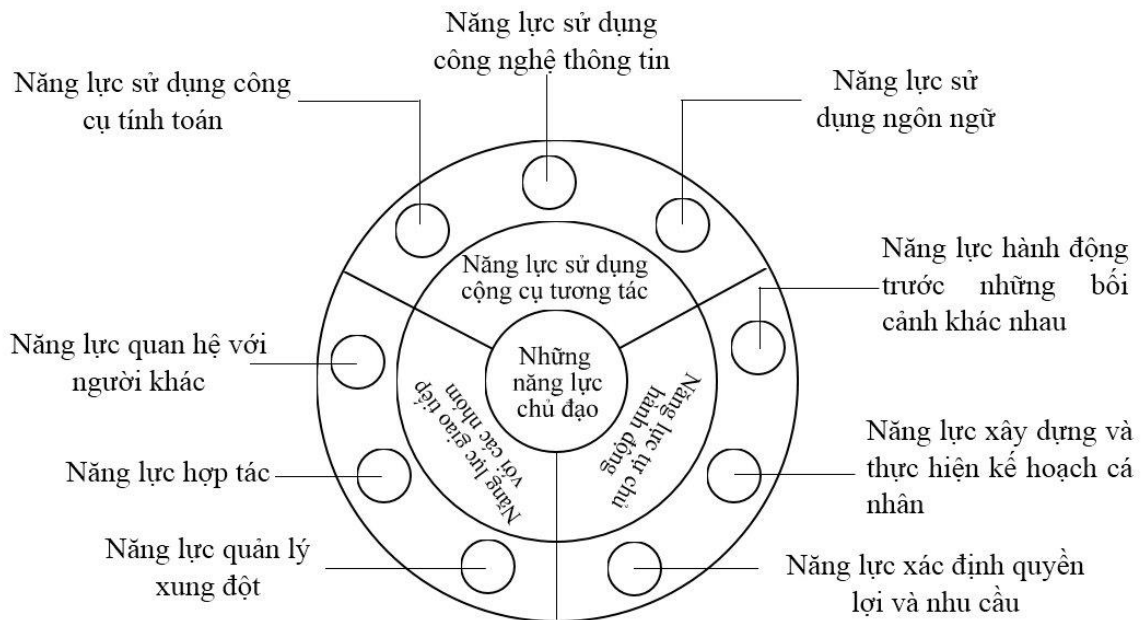 Năng lực sử dụng
công nghệ thông tin
Năng lực sử dụng công
cụ tính toán
Năng lực sử
dụng ngôn ngữ
Năng lực sử dụng
cộng cụ tương tác
Năng lực hành động
trước những bối
cảnh khác nhau
Năng lực quan hệ với
người khác
Những
năng lực
chủ đạo
Năng lực giao tiếp
với các nhóm
Năng lực tự chủ
hành động
Năng lực xây dựng và
thực hiện kế hoạch cá
nhân
Năng lực hợp tác
Năng lực quản lý
xung đột
Năng lực xác định quyền
lợi và nhu cầu